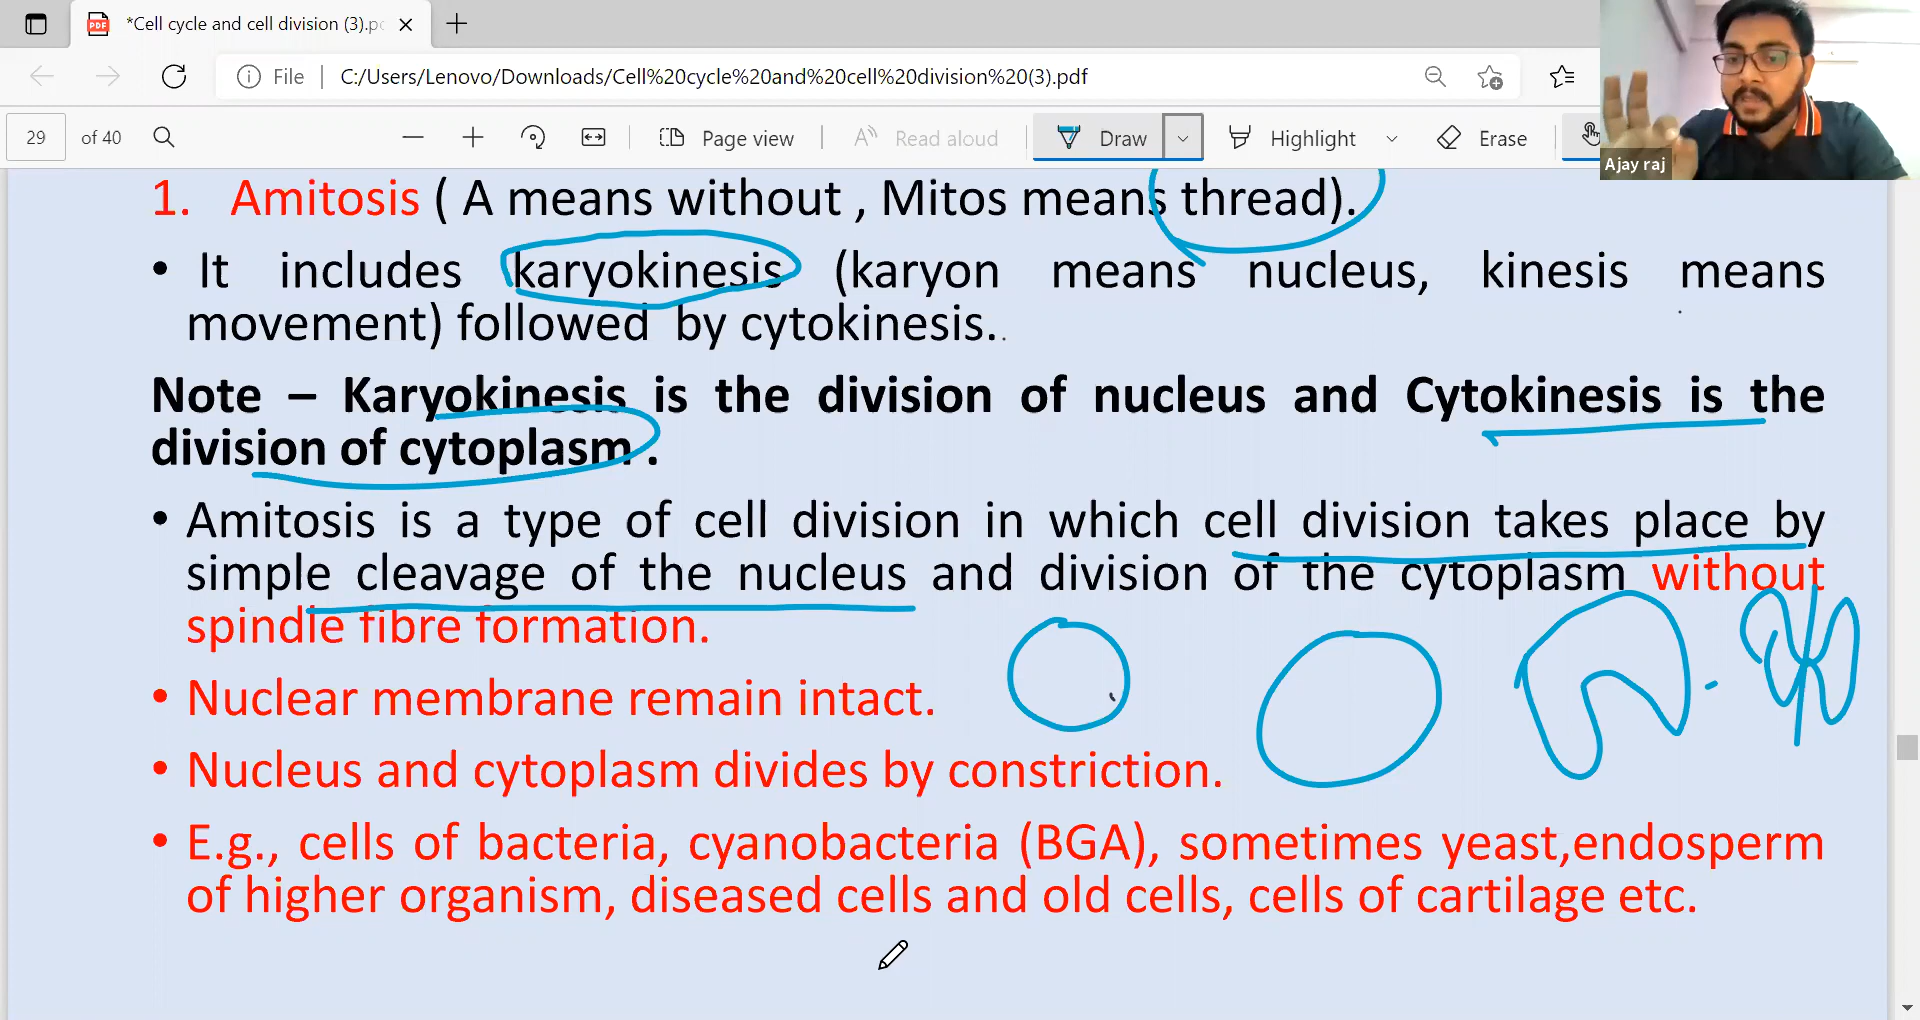 *Cell cycle and cell division (3).pc
File
C:/Users/Lenovo/Downloads/Cell%20cycle%20and%20cell%20division%20(3).pdf
29 of 40 Page view Read aloud Draw Highlight Erase
Ajay raj
1. Amitosis ( A means without , Mitos means thread).
• It includes karyokinesis (karyon means nucleus, kinesis means
movement) followed by cytokinesis..
Note – Karyokinesis is the division of nucleus and Cytokinesis is the
division of cytoplasm .
• Amitosis is a type of cell division in which cell division takes place by
simple cleavage of the nucleus and division of the cytoplasm without
spindle fibre formation.
• Nuclear membrane remain intact.
• Nucleus and cytoplasm divides by constriction.
• E.g., cells of bacteria, cyanobacteria (BGA), sometimes yeast,endosperm
of higher organism, diseased cells and old cells, cells of cartilage etc.